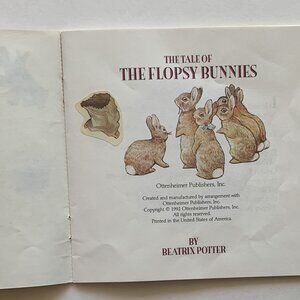 THE TALE OF
THE FLOPSY BUNNIES
Ottenheimer Publishers, Inc.
Created and manufactured by arrangement with
Ottenheimer Publishers, Inc.
Copyright © 1992 Ottenheimer Publishers, Inc.
All rights reserved.
Printed in the United States of America.
BY
BEATRIX POTTER